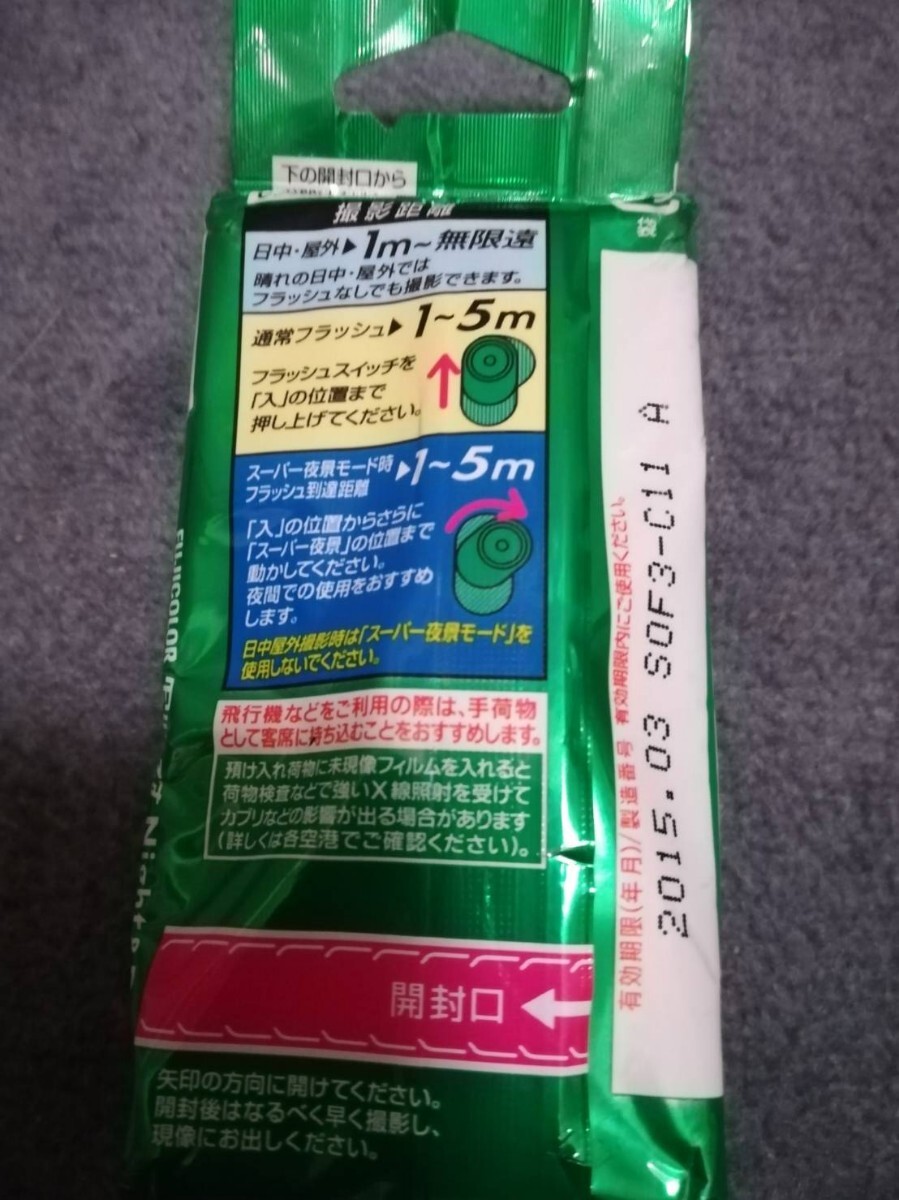 下の開封口から
撮影距離
日中・屋外▶1m~無限遠
晴れの日中・屋外では
フラッシュなしでも撮影できます。
通常フラッシュ▶1~5m
フラッシュスイッチを
「入」の位置まで
押し上げてください。
スーパー夜景モード時
フラッシュ到達距離
▶1~5m
「入」の位置からさらに
「スーパー夜景」の位置まで
動かしてください。
夜間での使用をおすすめ
します。
日中屋外撮影時は「スーパー夜景モード」を
使用しないでください。
飛行機などをご利用の際は、手荷物
として客席に持ち込むことをおすすめします。
預け入れ荷物に未現像フィルムを入れると
荷物検査などで強いX線照射を受けて
カブリなどの影響が出る場合があります
(詳しくは各空港でご確認ください)。
開封口
矢印の方向に開けてください。
開封後はなるべく早く撮影し、
現像にお出しください。
有効期限(年月)/製造番号 有効期限内にご使用ください。
2015.03 SOF3-C11 A
FUJICOLOR